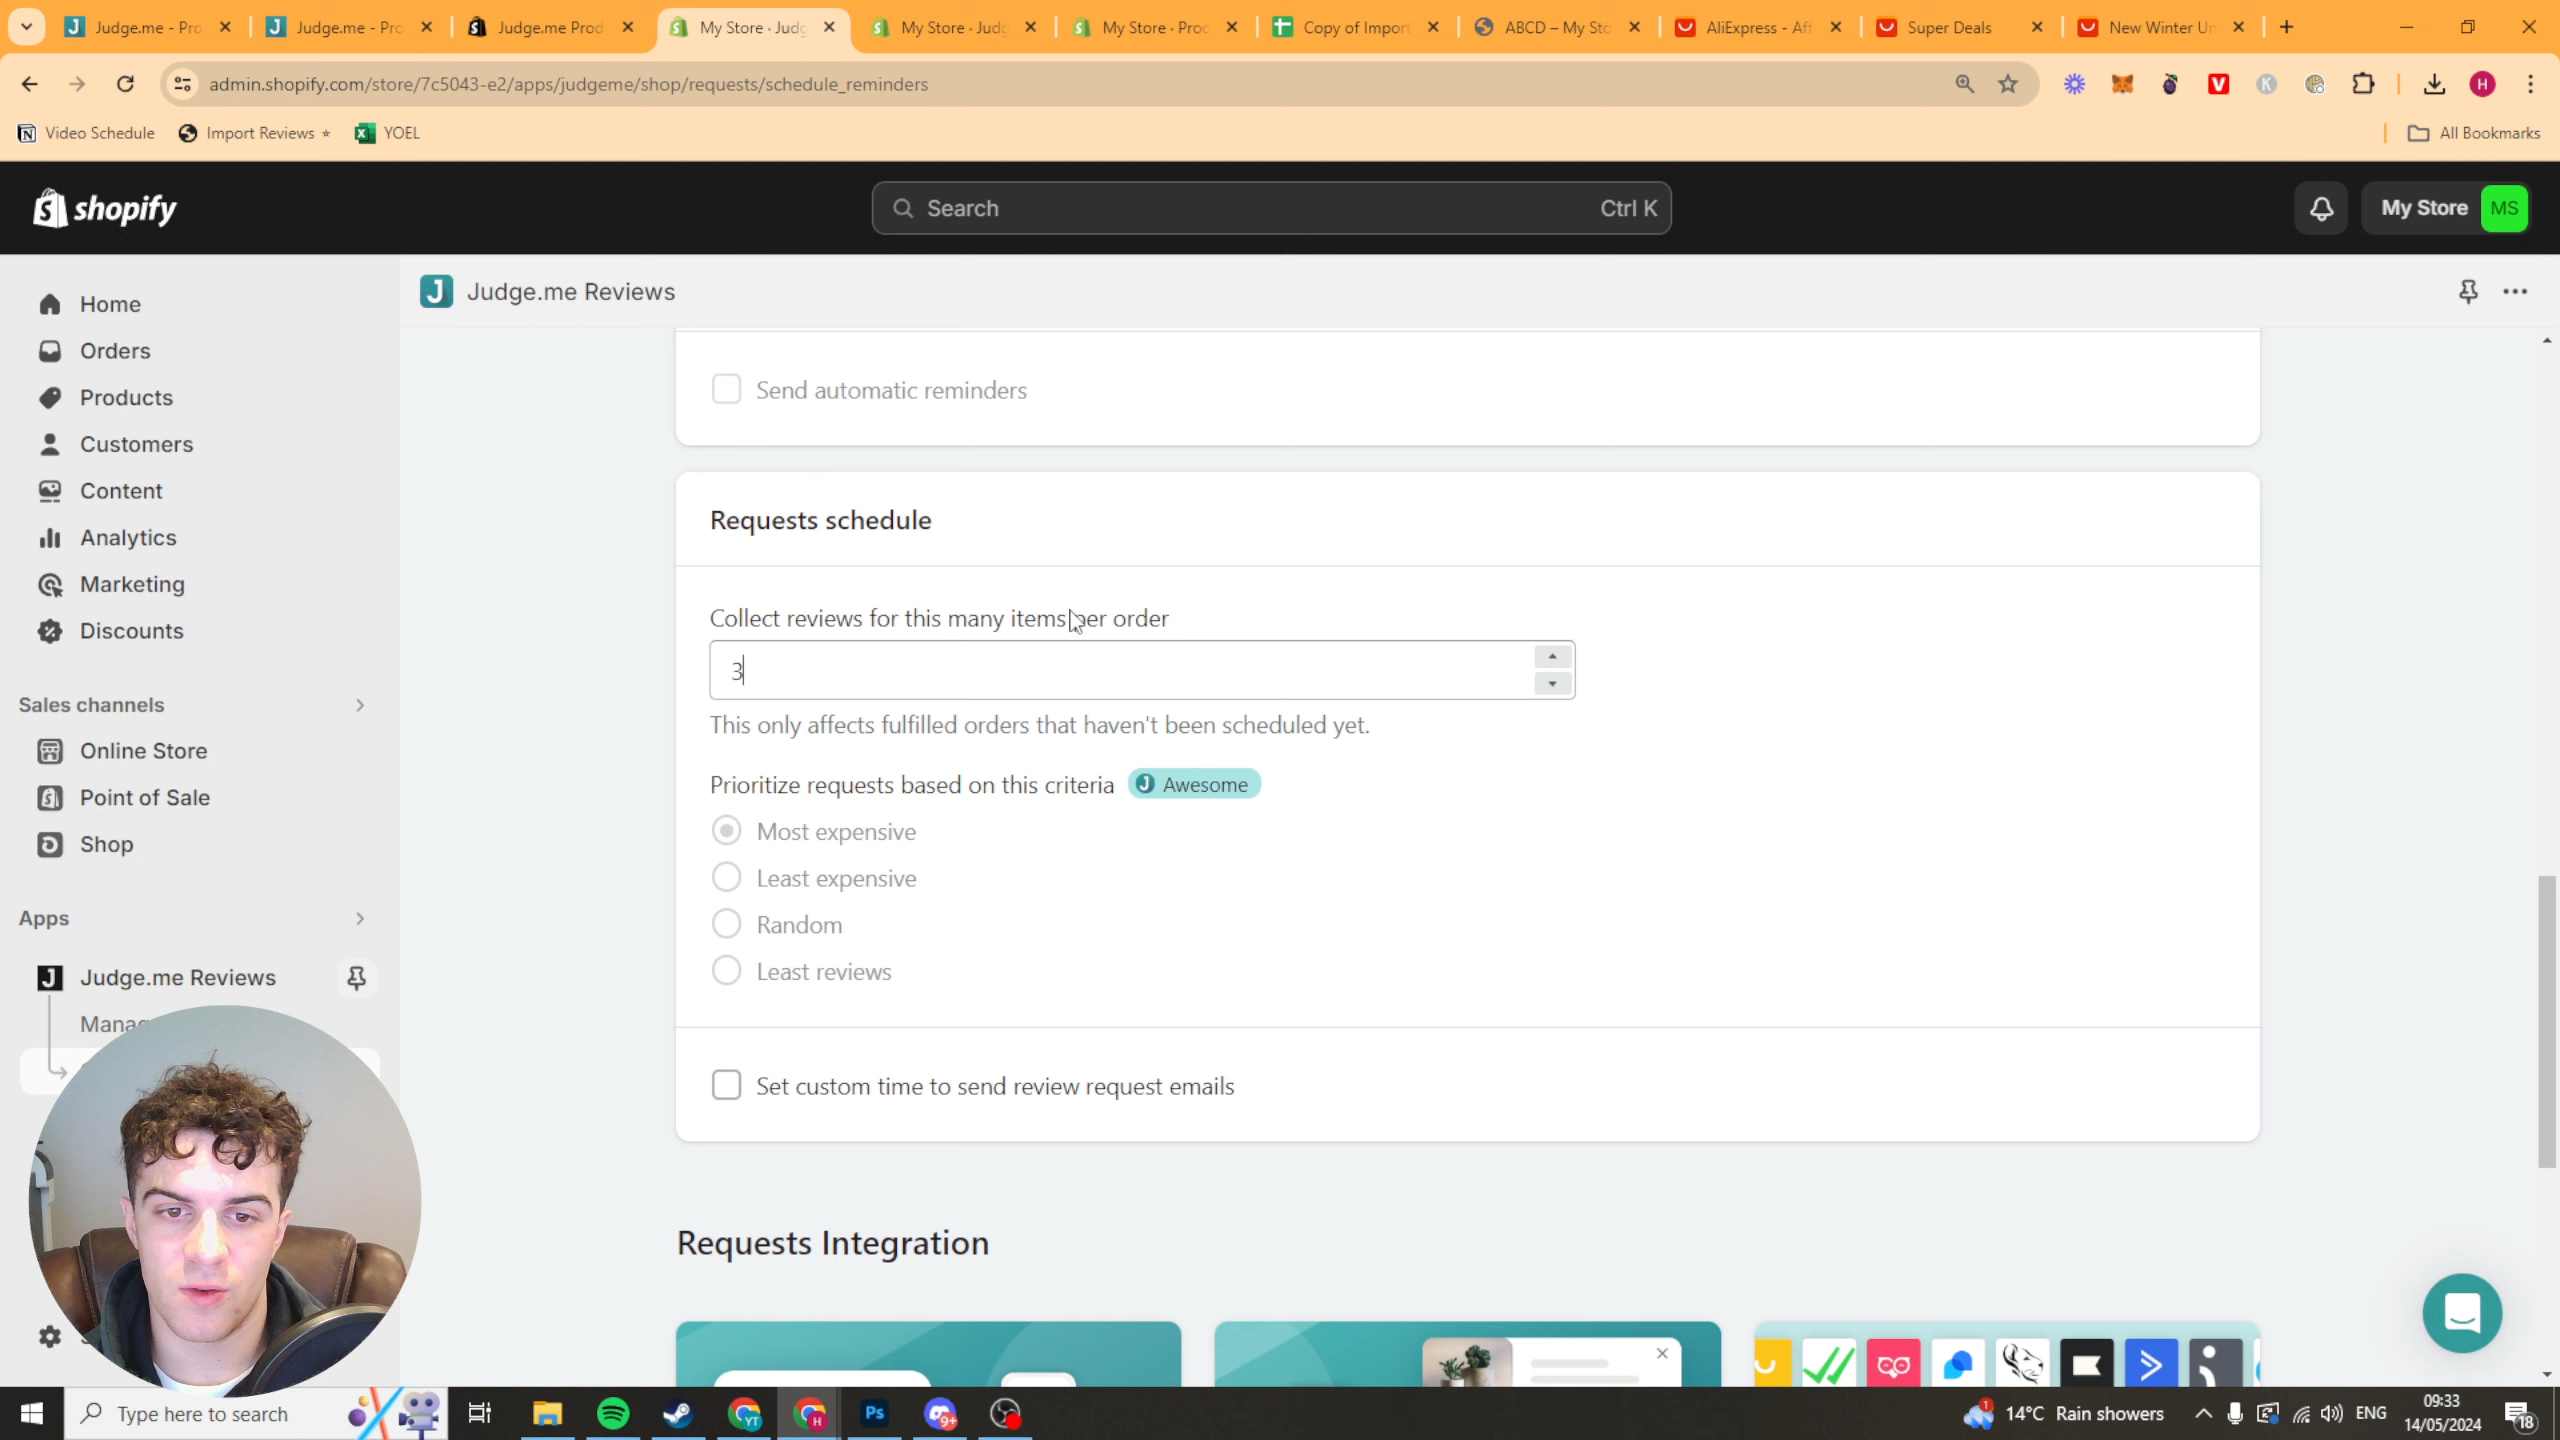 Judge.me - Pro
Judge.me - Pro
Judge.me Prod
My Store · Judg
My Store · Judg
My Store · Proc
Copy of Import
ABCD – My Sto
AliExpress - Aff
Super Deals
New Winter Un
admin.shopify.com/store/7c5043-e2/apps/judgeme/shop/requests/schedule_reminders
Video Schedule
Import Reviews ⭑
YOEL
All Bookmarks
shopify
Search
Ctrl K
My Store
MS
Home
Orders
Products
Customers
Content
Analytics
Marketing
Discounts
Sales channels
Online Store
Point of Sale
Shop
Apps
Judge.me Reviews
Judge.me Reviews
Send automatic reminders
Requests schedule
Collect reviews for this many items per order
3
This only affects fulfilled orders that haven't been scheduled yet.
Prioritize requests based on this criteria
Awesome
Most expensive
Least expensive
Random
Least reviews
Set custom time to send review request emails
Requests Integration
Type here to search
14°C Rain showers
ENG
09:33
14/05/2024
18